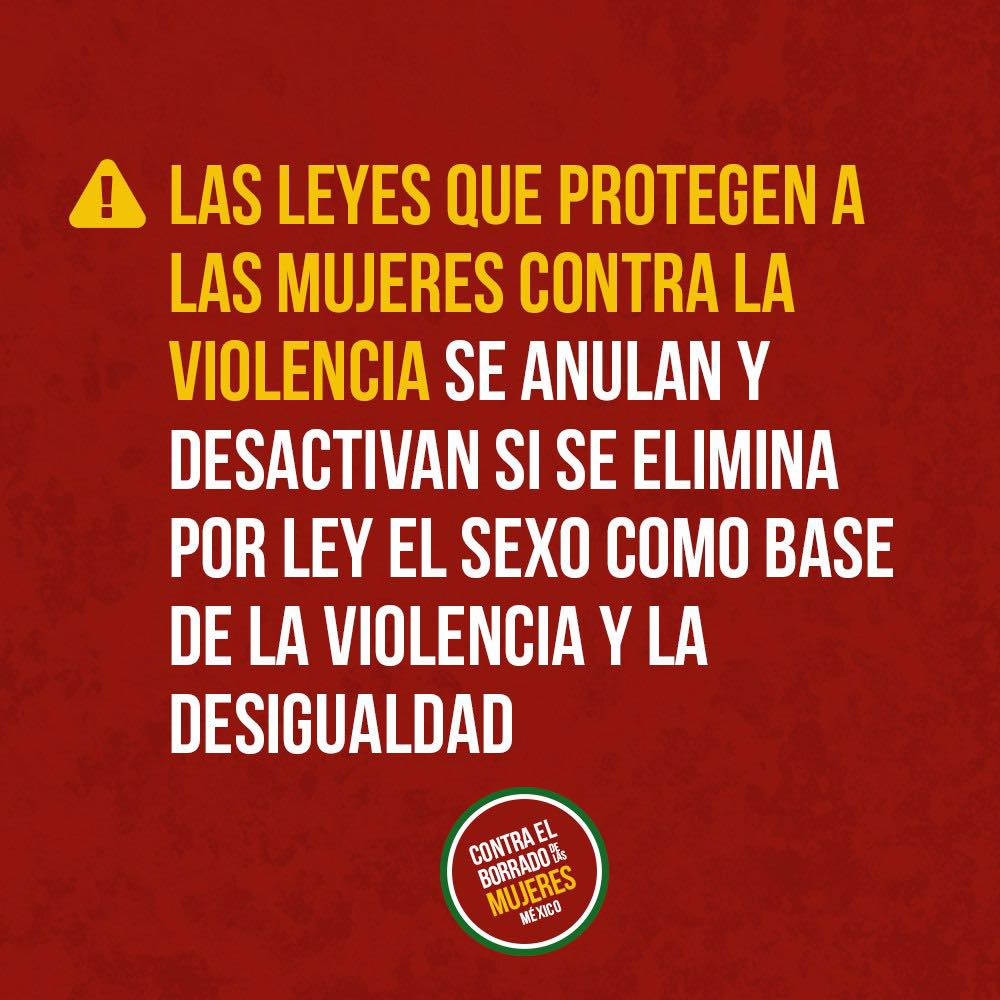 LAS LEYES QUE PROTEGEN A
LAS MUJERES CONTRA LA
VIOLENCIA SE ANULAN Y
DESACTIVAN SI SE ELIMINA
POR LEY EL SEXO COMO BASE
DE LA VIOLENCIA Y LA
DESIGUALDAD
CONTRA EL
BORRADO DE LAS
MUJERES
MÉXICO